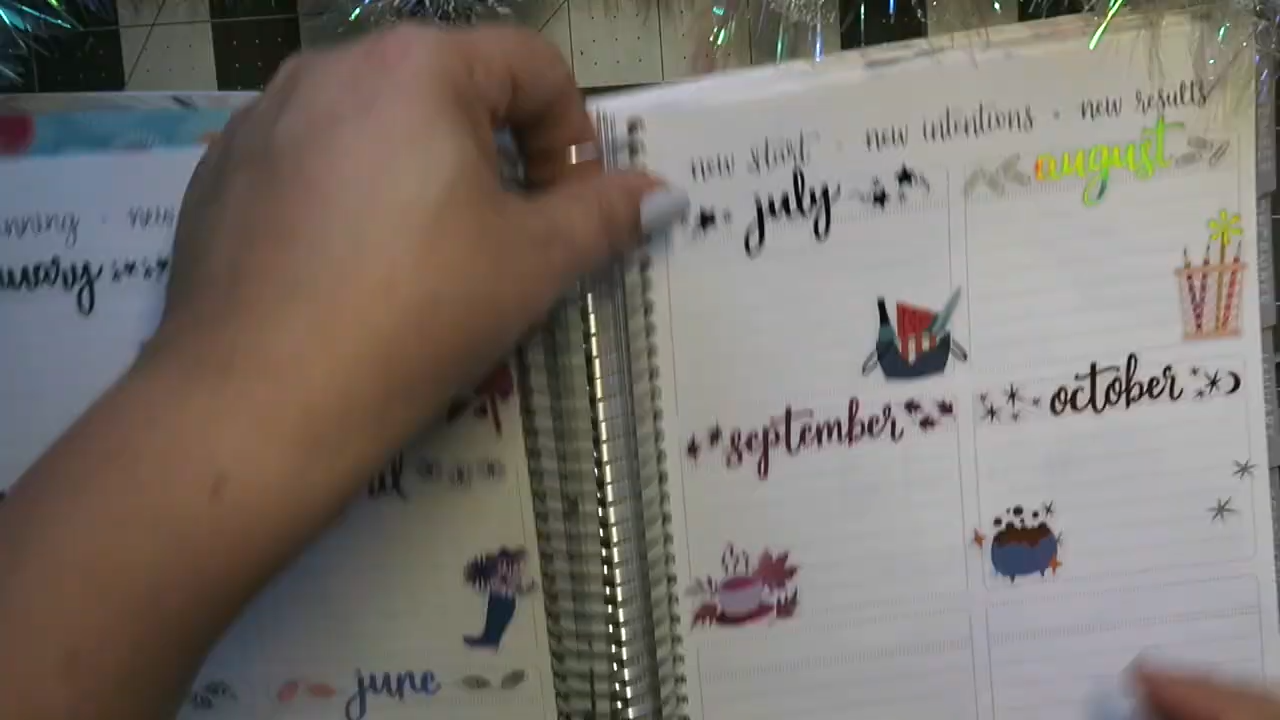 new start · new intentions · new results
july
august
september
october
june